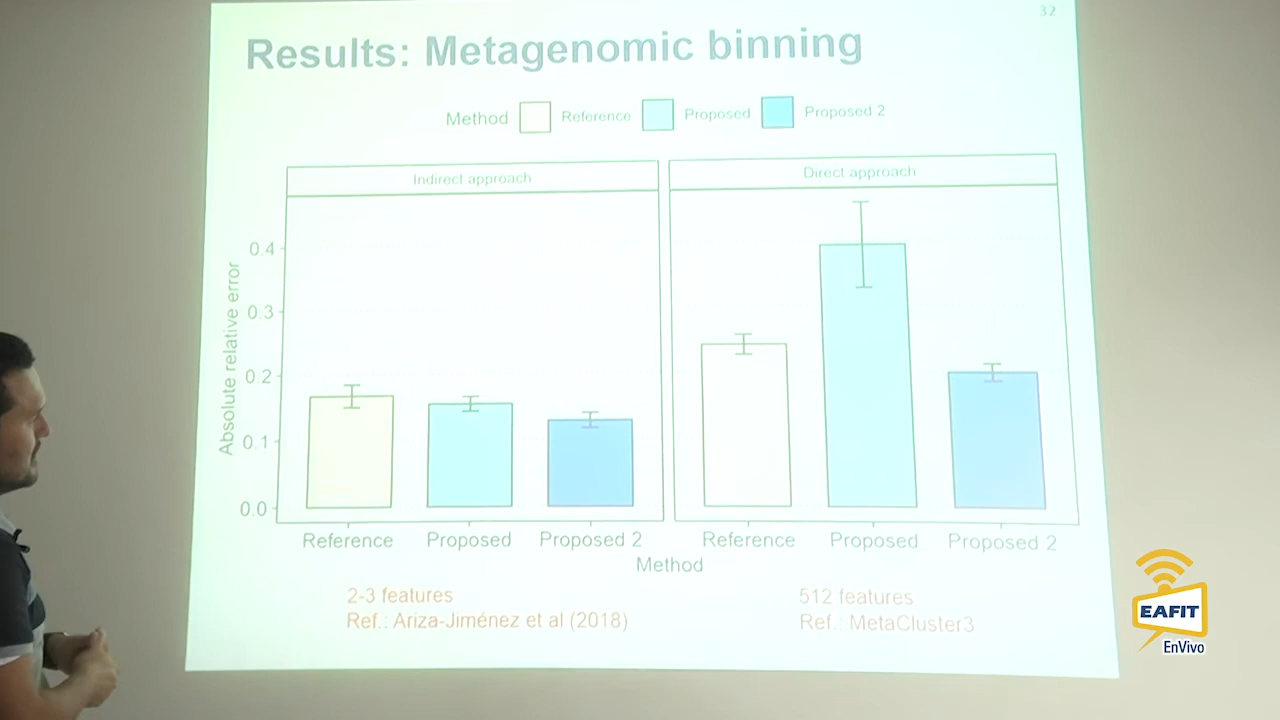 32
Results: Metagenomic binning
Method Reference Proposed Proposed 2
Indirect approach
Direct approach
Absolute relative error
0.4
0.3
0.2
0.1
0.0
Reference Proposed Proposed 2 Reference Proposed Proposed 2
Method
2-3 features
Ref.: Ariza-Jiménez et al (2018)
512 features
Ref.: MetaCluster3
EAFIT
EnVivo